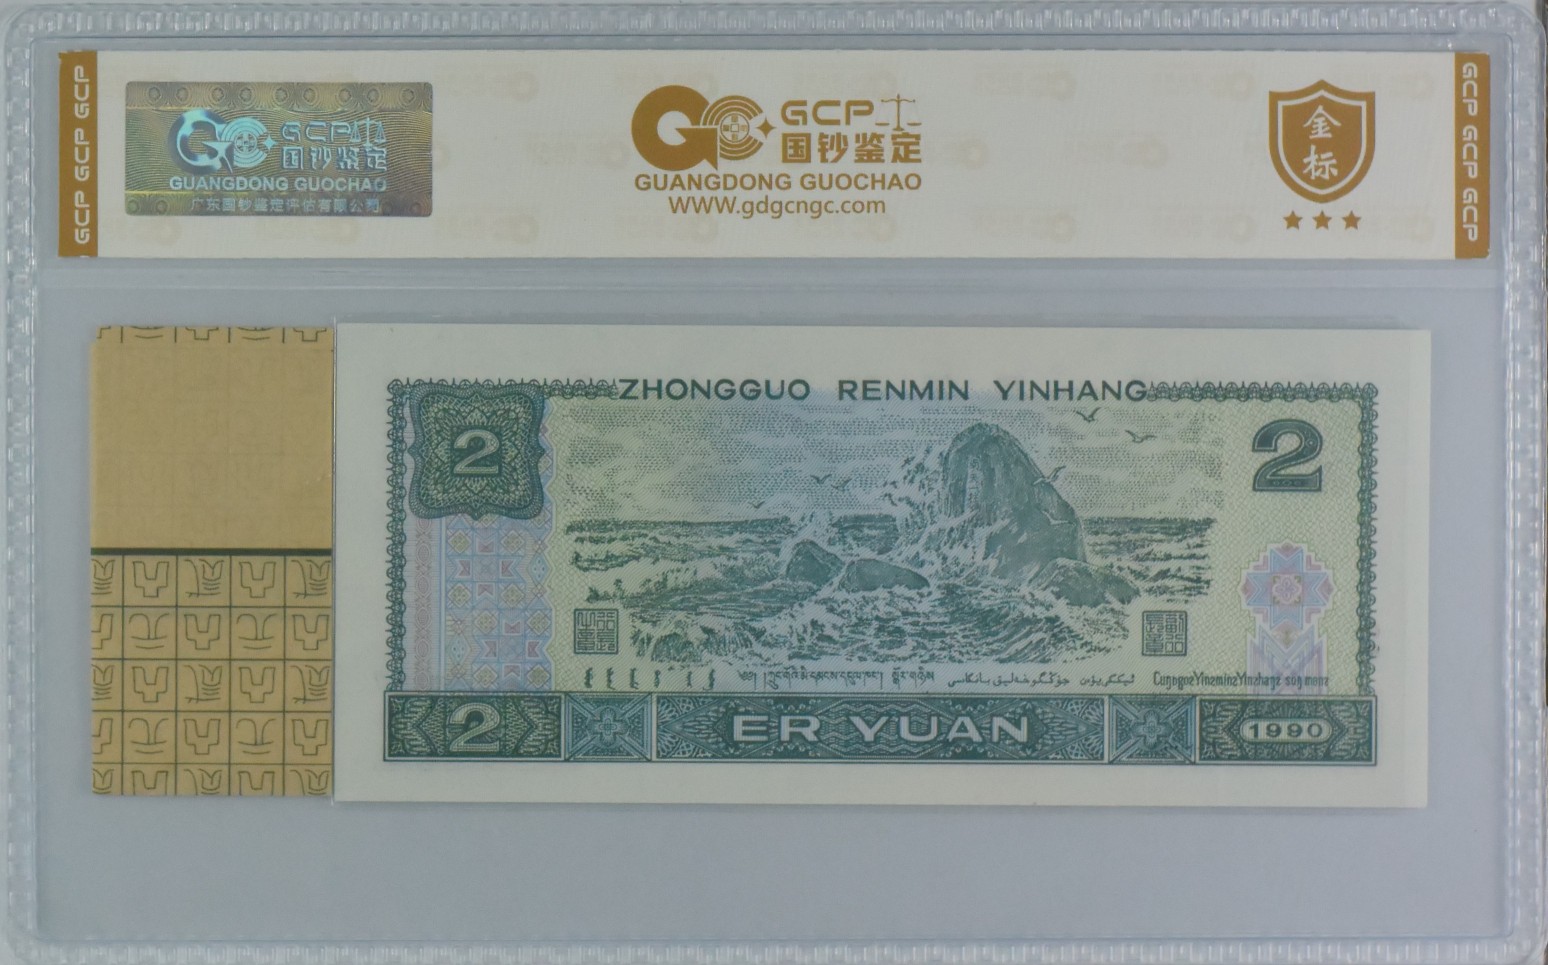 GCP GCP GCP
GCP
国钞鉴定
GUANGDONG GUOCHAO
广东国钞鉴定评估有限公司
GCP
国钞鉴定
GUANGDONG GUOCHAO
WWW.gdgcngc.com
金
标
GCP GCP GCP
ZHONGGUO RENMIN YINHANG
2
2
2
ER YUAN
1990